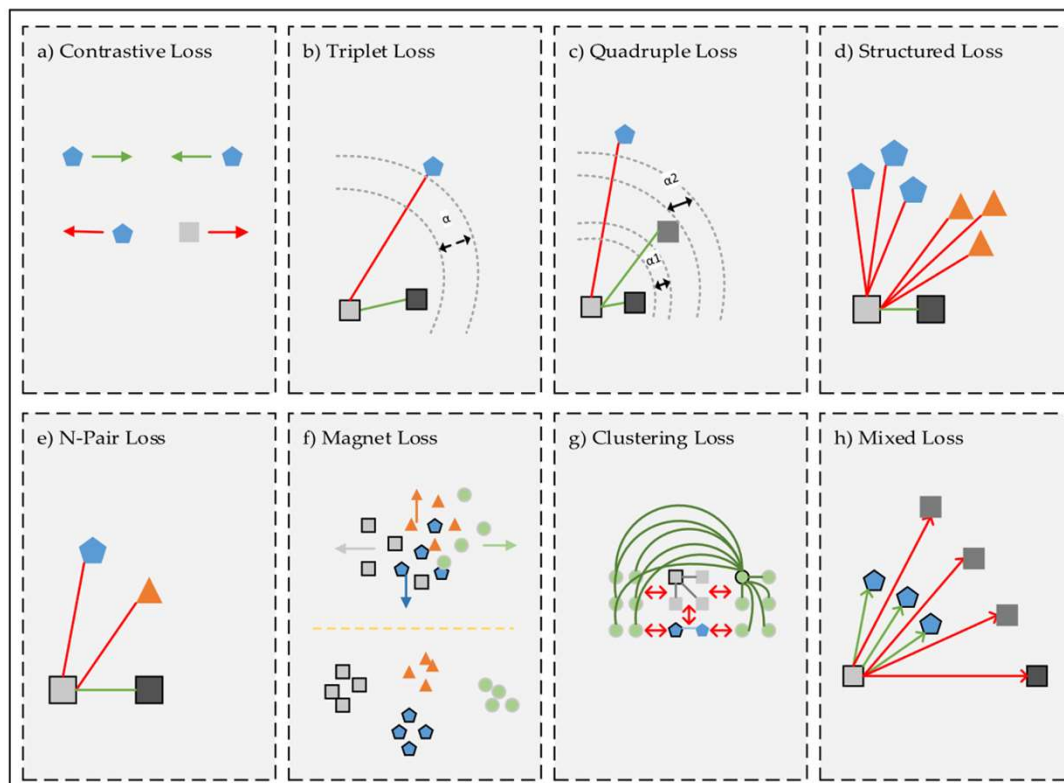 a) Contrastive Loss
b) Triplet Loss
α
c) Quadruple Loss
α2
α1
d) Structured Loss
e) N-Pair Loss
f) Magnet Loss
g) Clustering Loss
h) Mixed Loss